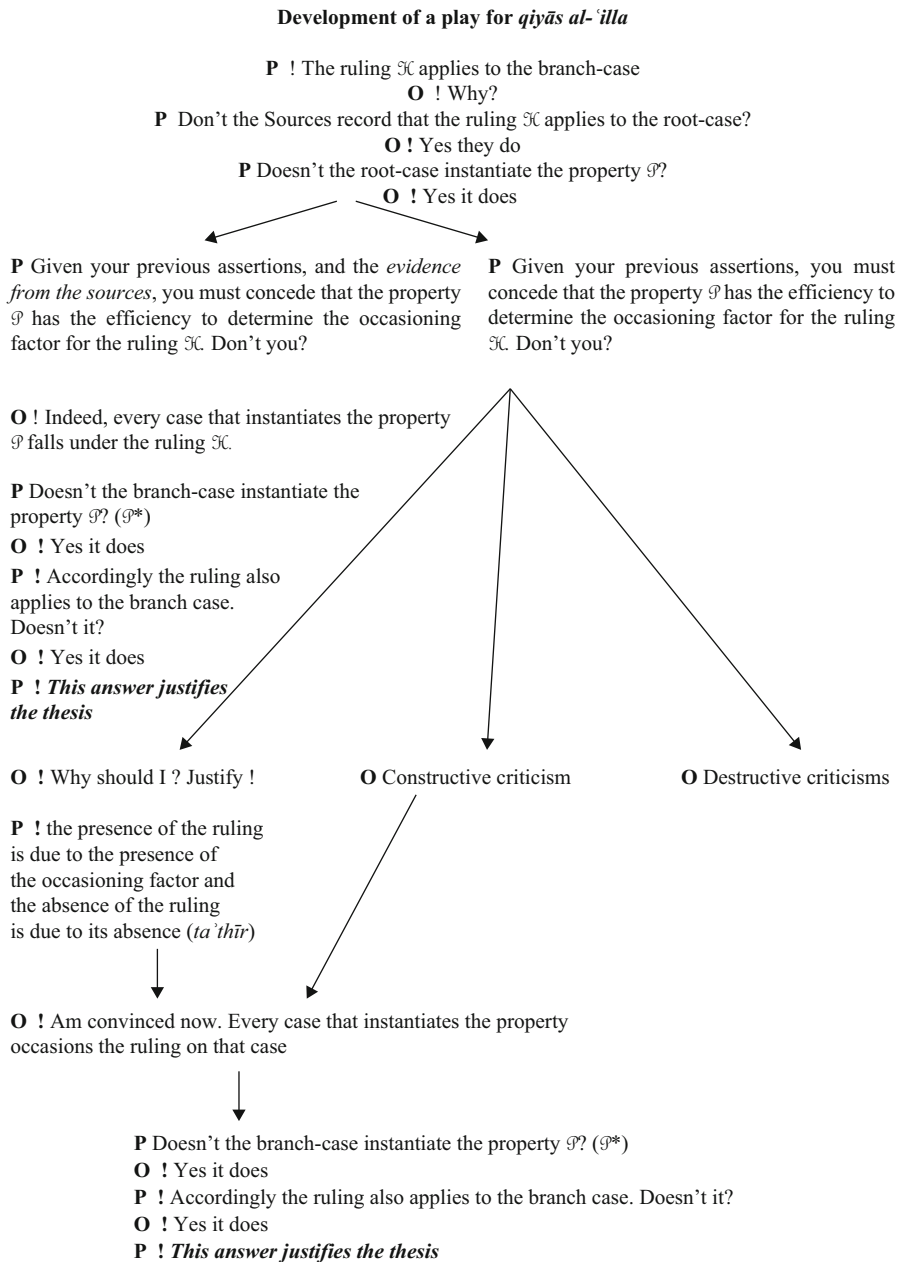 Development of a play for qiyās al-ʿilla
P ! The ruling ℋ applies to the branch-case
O ! Why?
P Don't the Sources record that the ruling ℋ applies to the root-case?
O ! Yes they do
P Doesn't the root-case instantiate the property 𝒫?
O ! Yes it does
P Given your previous assertions, and the evidence
from the sources, you must concede that the property
𝒫 has the efficiency to determine the occasioning
factor for the ruling ℋ. Don't you?
P Given your previous assertions, you must
concede that the property 𝒫 has the efficiency to
determine the occasioning factor for the ruling
ℋ. Don't you?
O ! Indeed, every case that instantiates the property
𝒫 falls under the ruling ℋ.
P Doesn't the branch-case instantiate the
property 𝒫? (𝒫*)
O ! Yes it does
P ! Accordingly the ruling also
applies to the branch case.
Doesn't it?
O ! Yes it does
P ! This answer justifies
the thesis
O ! Why should I ? Justify !
O Constructive criticism
O Destructive criticisms
P ! the presence of the ruling
is due to the presence of
the occasioning factor and
the absence of the ruling
is due to its absence (taʾthīr)
O ! Am convinced now. Every case that instantiates the property
occasions the ruling on that case
P Doesn't the branch-case instantiate the property 𝒫? (𝒫*)
O ! Yes it does
P ! Accordingly the ruling also applies to the branch case. Doesn't it?
O ! Yes it does
P ! This answer justifies the thesis